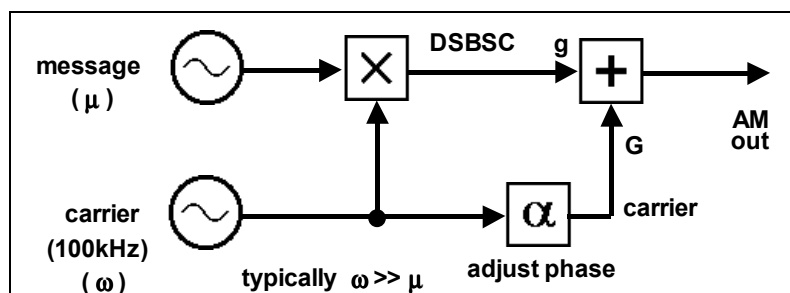 DSBSC g
message
( μ )
×
+
AM
out
G
carrier
(100kHz)
( ω )
α
carrier
typically ω >> μ
adjust phase